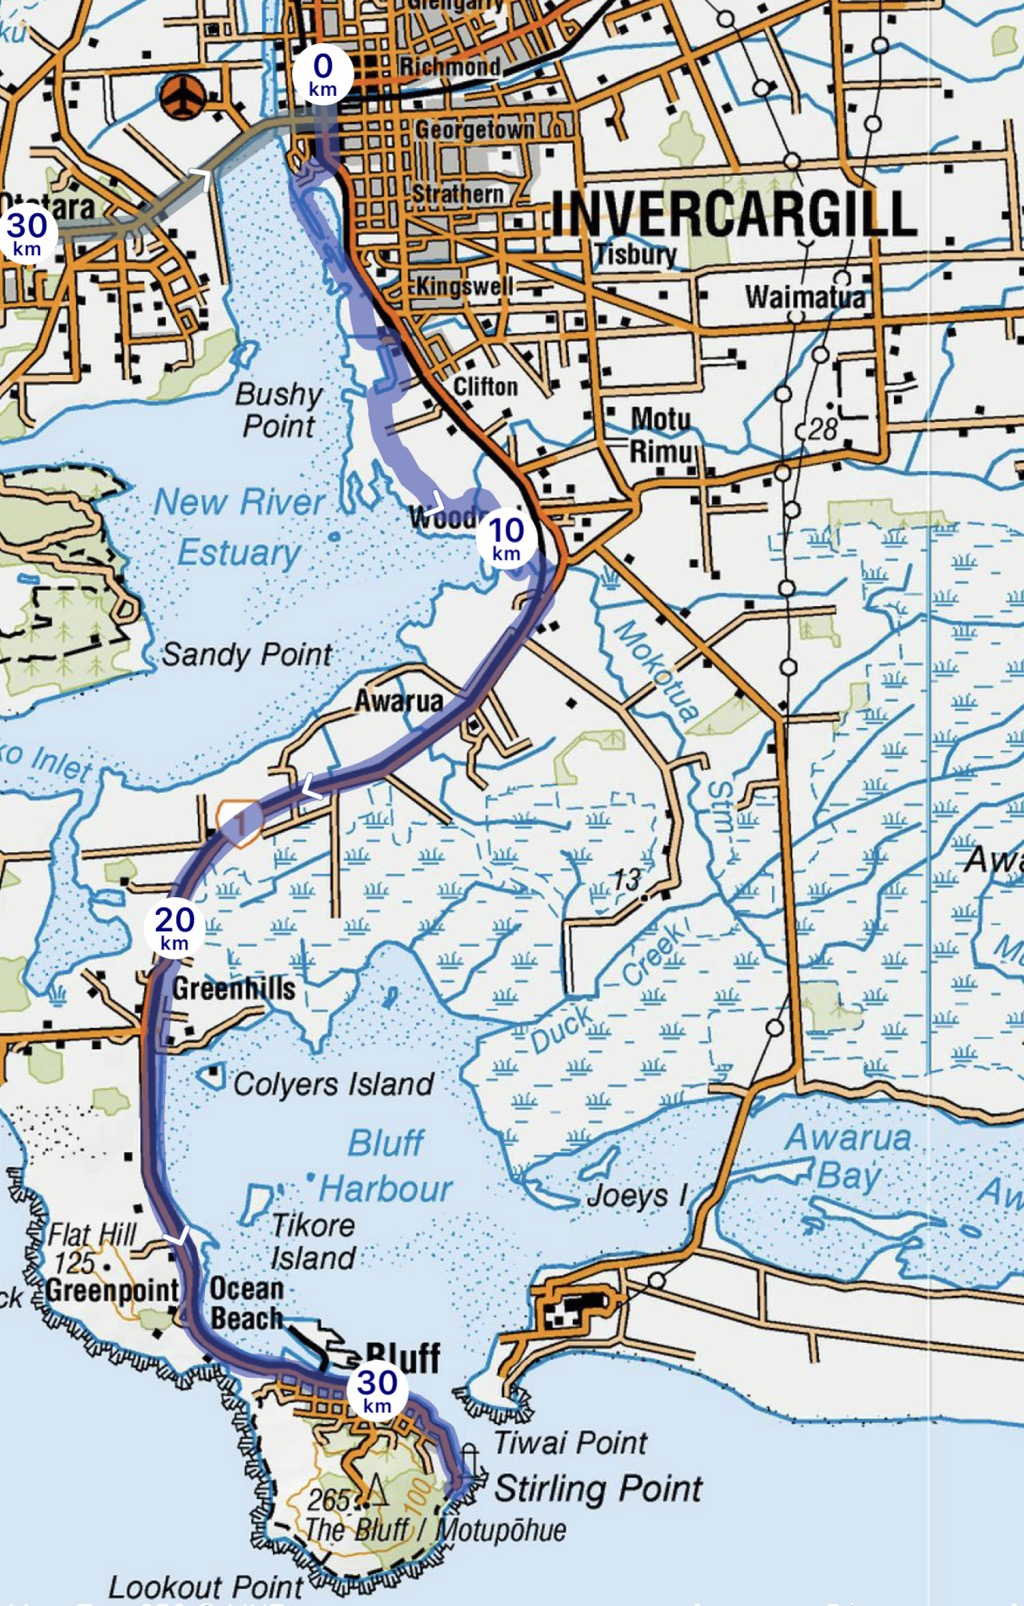 Glengarry
0
km
Richmond
Georgetown
Strathern
INVERCARGILL
30
km
Tisbury
Kingswell
Waimatua
Clifton
Bushy
Point
Motu
Rimu
28
New River
Estuary
10
km
Sandy Point
Mokotua
Awarua
Inlet
Strm
1
13
20
km
Creek
Greenhills
Duck
Colyers Island
Awarua
Bay
Bluff
Harbour
Joeys I
Tikore
Island
Flat Hill
125
Greenpoint
Ocean
Beach
Bluff
30
km
Tiwai Point
Stirling Point
100
265
The Bluff / Motupōhue
Lookout Point